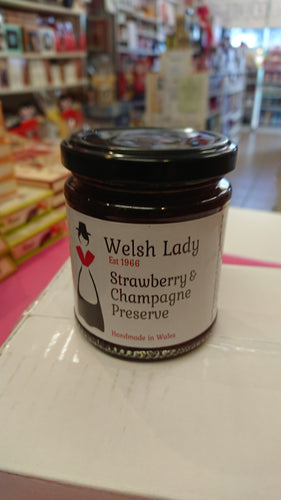 Welsh Lady
Est 1966
Strawberry &
Champagne
Preserve
Handmade in Wales